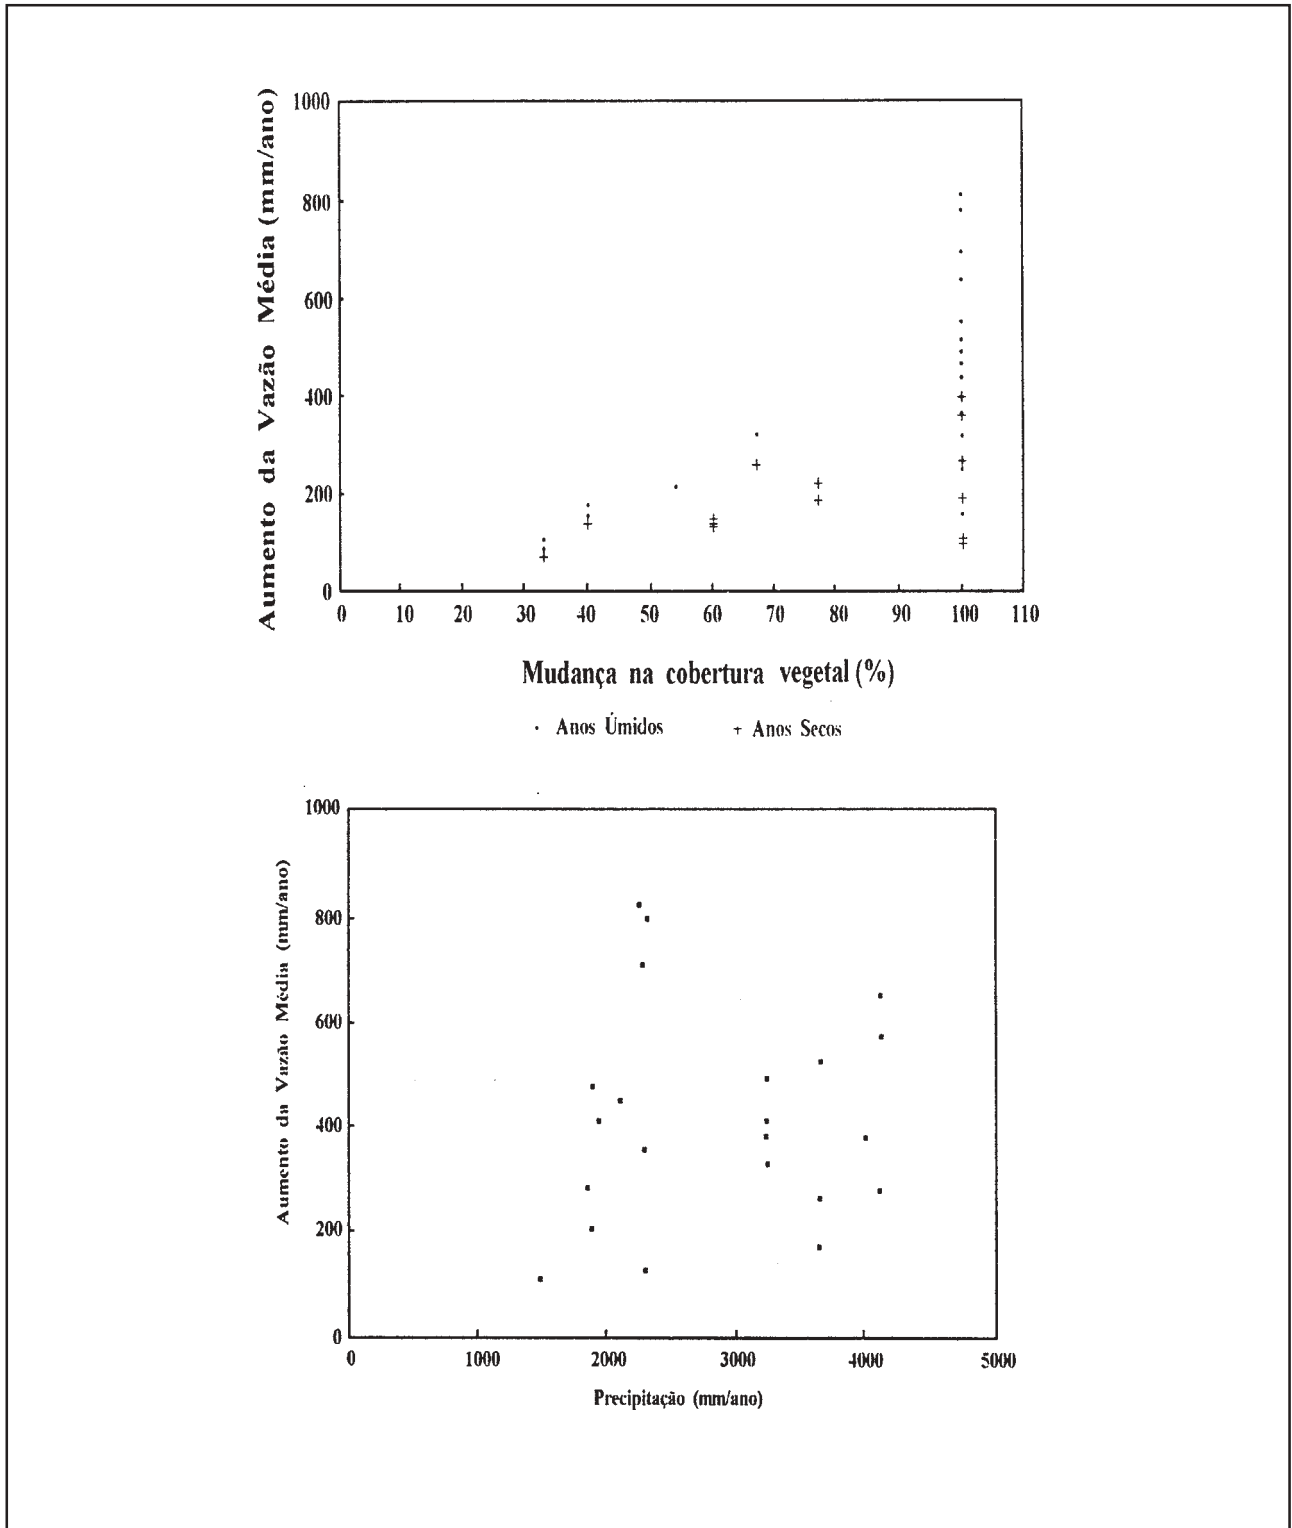 Aumento da Vazão Média (mm/ano)
1000
800
600
400
200
0
0 10 20 30 40 50 60 70 80 90 100 110
Mudança na cobertura vegetal (%)
· Anos Úmidos + Anos Secos
Aumento da Vazão Média (mm/ano)
1000
800
600
400
200
0
0 1000 2000 3000 4000 5000
Precipitação (mm/ano)